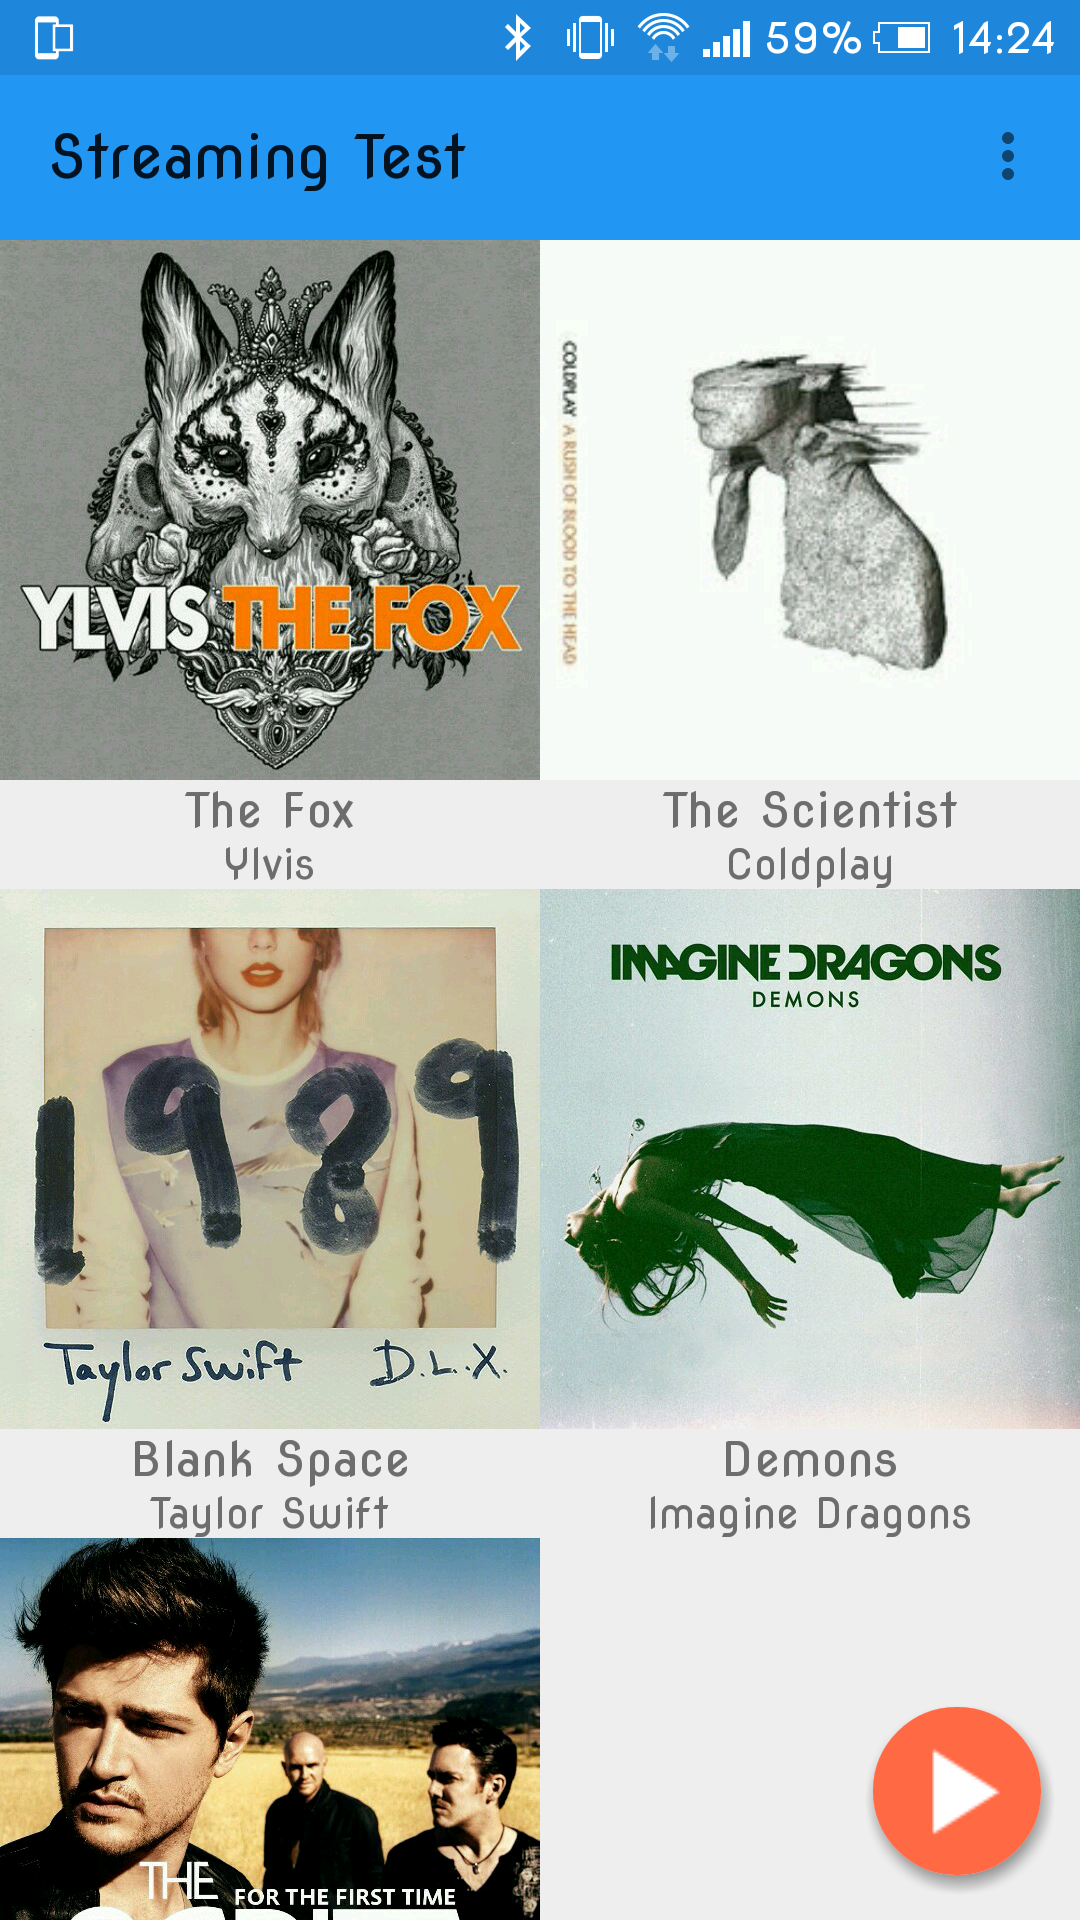 59% 14:24
Streaming Test
YLVIS THE FOX
COLDPLAY A RUSH OF BLOOD TO THE HEAD
The Fox
Ylvis
The Scientist
Coldplay
1989
Taylor Swift D.L.X.
IMAGINE DRAGONS
DEMONS
Blank Space
Taylor Swift
Demons
Imagine Dragons
THE FOR THE FIRST TIME